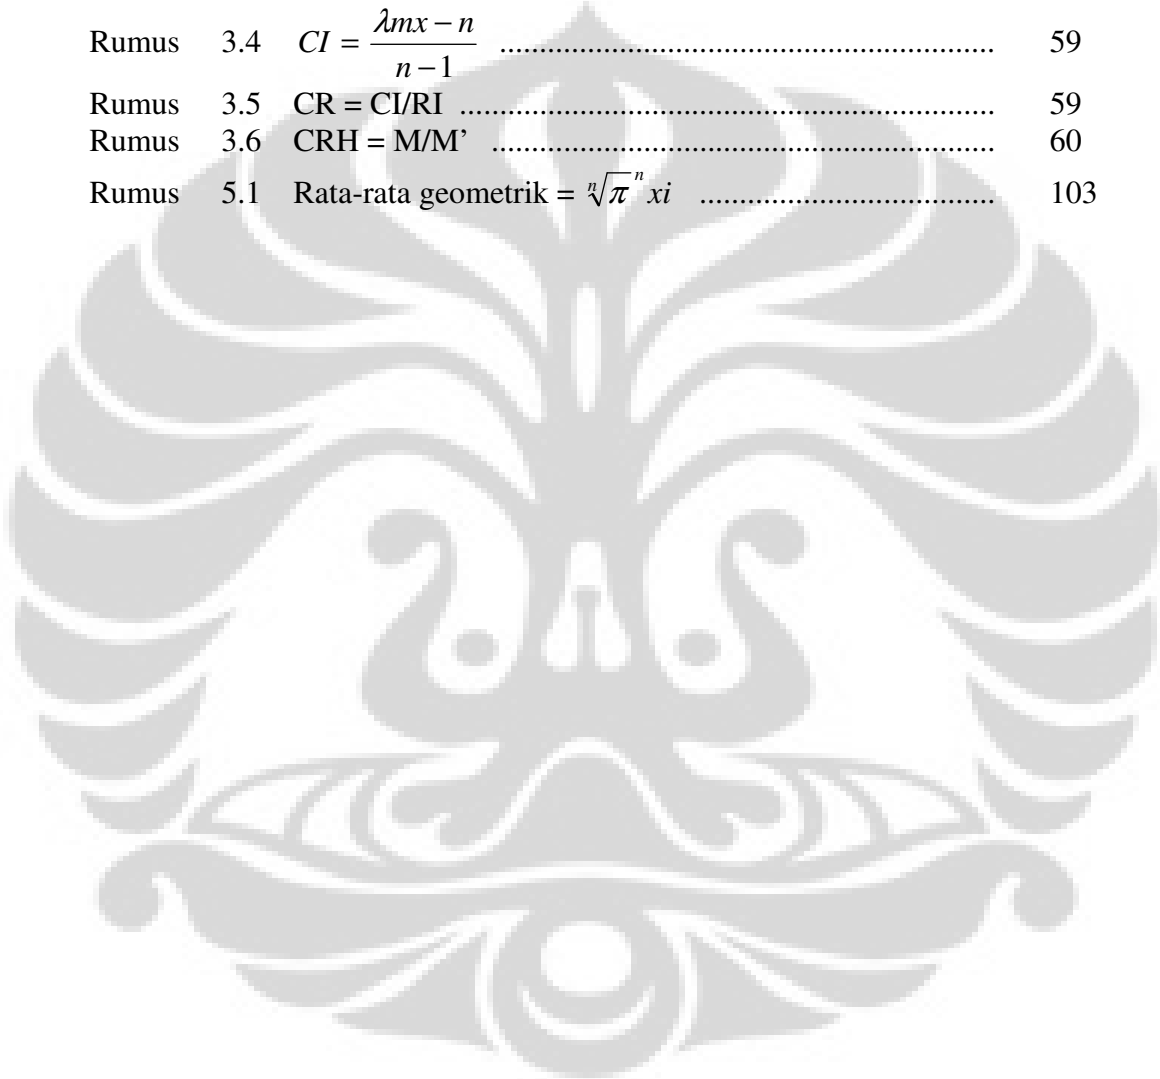 Rumus 3.4 CI = (λmx − n)/(n − 1) ................................................................ 59
Rumus 3.5 CR = CI/RI ..................................................................... 59
Rumus 3.6 CRH = M/M’ ................................................................. 60
Rumus 5.1 Rata-rata geometrik = ⁿ√π ⁿ xi ...................................... 103